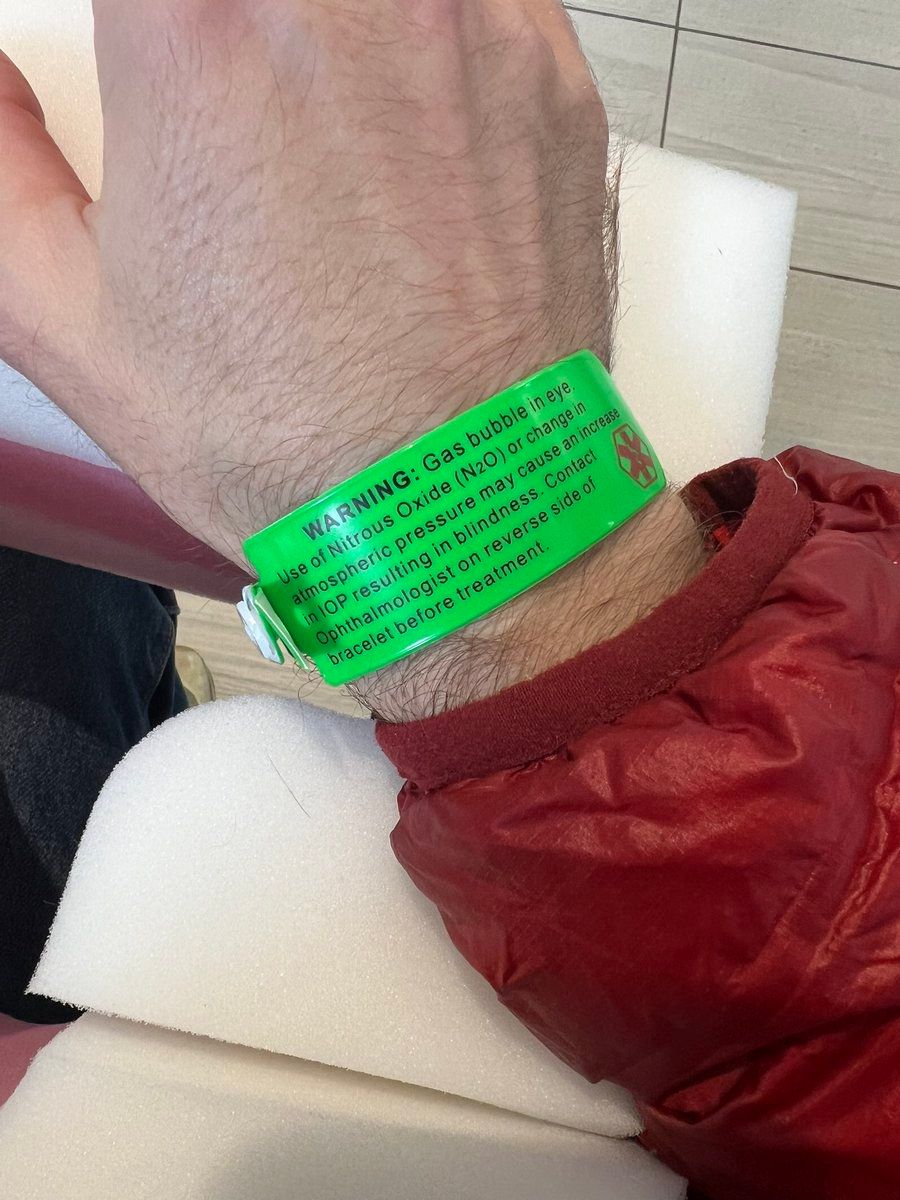 WARNING: Gas bubble in eye.
Use of Nitrous Oxide (N2O) or change in
atmospheric pressure may cause an increase
in IOP resulting in blindness. Contact
Ophthalmologist on reverse side of
bracelet before treatment.